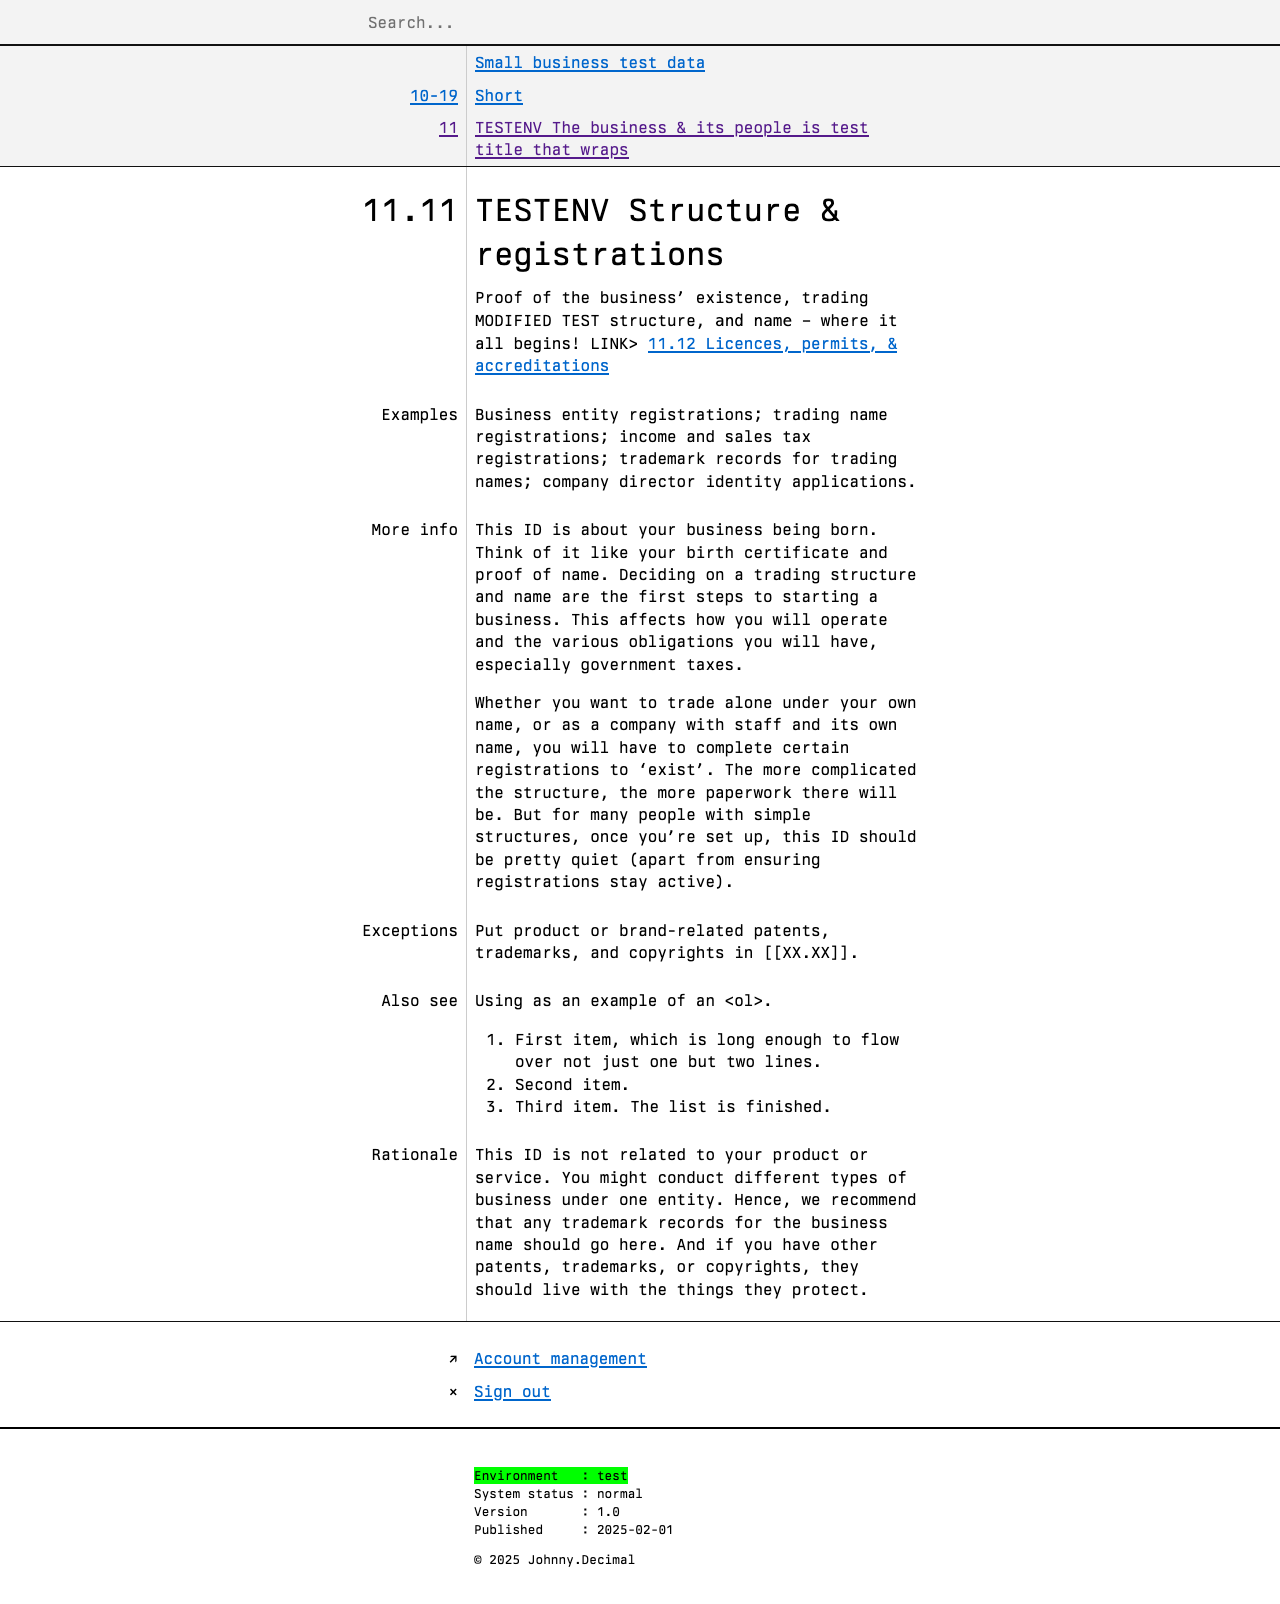 Search...
Small business test data
10-19 Short
11 TESTENV The business & its people is test
title that wraps
11.11 TESTENV Structure &
registrations
Proof of the business’ existence, trading
MODIFIED TEST structure, and name – where it
all begins! LINK> 11.12 Licences, permits, &
accreditations
Examples Business entity registrations; trading name
registrations; income and sales tax
registrations; trademark records for trading
names; company director identity applications.
More info This ID is about your business being born.
Think of it like your birth certificate and
proof of name. Deciding on a trading structure
and name are the first steps to starting a
business. This affects how you will operate
and the various obligations you will have,
especially government taxes.
Whether you want to trade alone under your own
name, or as a company with staff and its own
name, you will have to complete certain
registrations to ‘exist’. The more complicated
the structure, the more paperwork there will
be. But for many people with simple
structures, once you’re set up, this ID should
be pretty quiet (apart from ensuring
registrations stay active).
Exceptions Put product or brand-related patents,
trademarks, and copyrights in [[XX.XX]].
Also see Using as an example of an <ol>.
1. First item, which is long enough to flow
over not just one but two lines.
2. Second item.
3. Third item. The list is finished.
Rationale This ID is not related to your product or
service. You might conduct different types of
business under one entity. Hence, we recommend
that any trademark records for the business
name should go here. And if you have other
patents, trademarks, or copyrights, they
should live with the things they protect.
↗ Account management
× Sign out
Environment : test
System status : normal
Version : 1.0
Published : 2025-02-01
© 2025 Johnny.Decimal